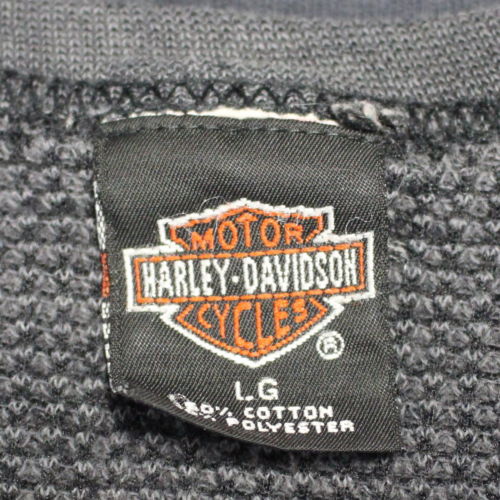 MOTOR
HARLEY-DAVIDSON
CYCLES
®
LG
COTTON
POLYESTER